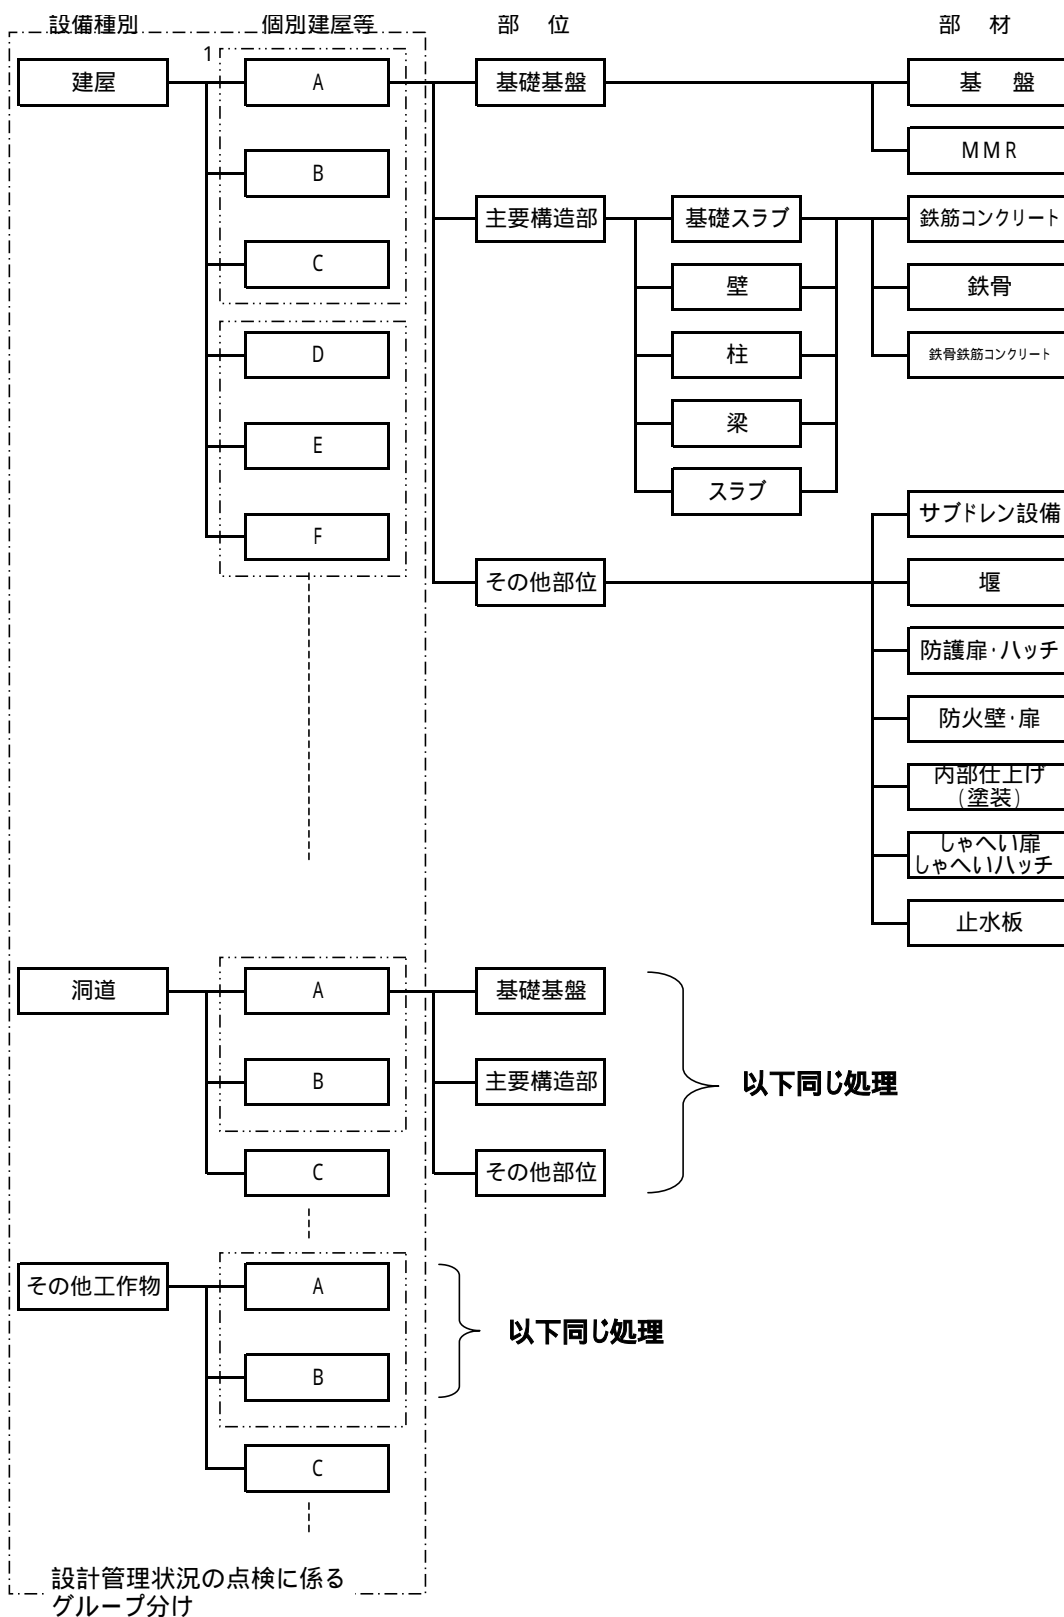 設備種別 個別建屋等 部 位 部 材
1
建屋 A 基礎基盤 基 盤
MMR
B
主要構造部 基礎スラブ 鉄筋コンクリート
C 壁 鉄骨
D 柱 鉄骨鉄筋コンクリート
E 梁
スラブ
サブドレン設備
F
その他部位 堰
防護扉・ハッチ
防火壁・扉
内部仕上げ
(塗装)
しゃへい扉
しゃへいハッチ
止水板
洞道 A 基礎基盤
B 主要構造部 以下同じ処理
C その他部位
その他工作物 A
以下同じ処理
B
C
設計管理状況の点検に係る
グループ分け